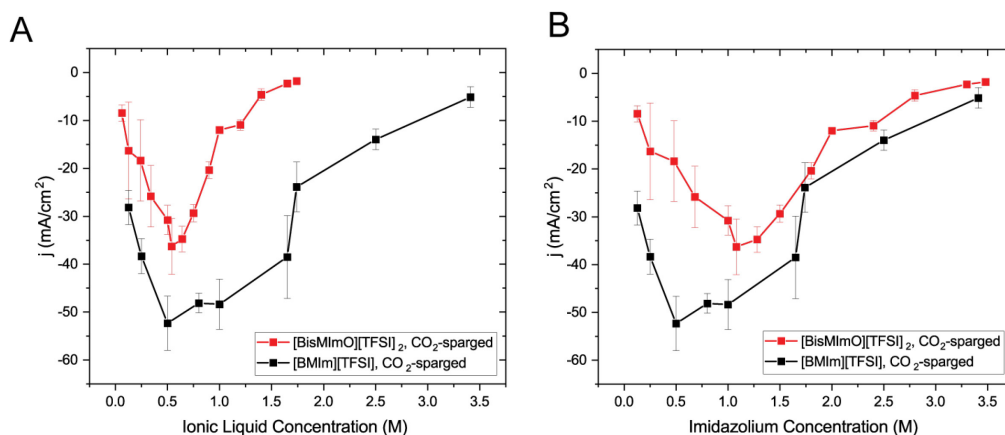 A
j (mA/cm²)
0
-10
-20
-30
-40
-50
-60
[BisMImO][TFSI]₂, CO₂-sparged
[BMIm][TFSI], CO₂-sparged
0.0 0.5 1.0 1.5 2.0 2.5 3.0 3.5
Ionic Liquid Concentration (M)
B
j (mA/cm²)
0
-10
-20
-30
-40
-50
-60
[BisMImO][TFSI]₂, CO₂-sparged
[BMIm][TFSI], CO₂-sparged
0.0 0.5 1.0 1.5 2.0 2.5 3.0 3.5
Imidazolium Concentration (M)